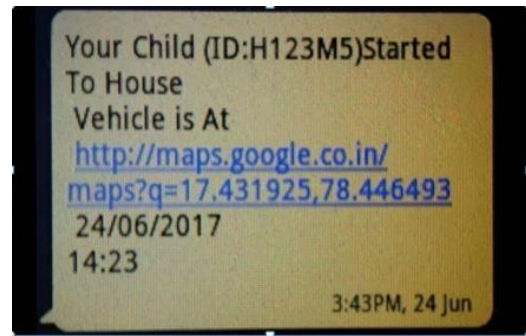 Your Child (ID:H123M5)Started
To House
Vehicle is At
http://maps.google.co.in/
maps?q=17.431925,78.446493
24/06/2017
14:23
3:43PM, 24 Jun